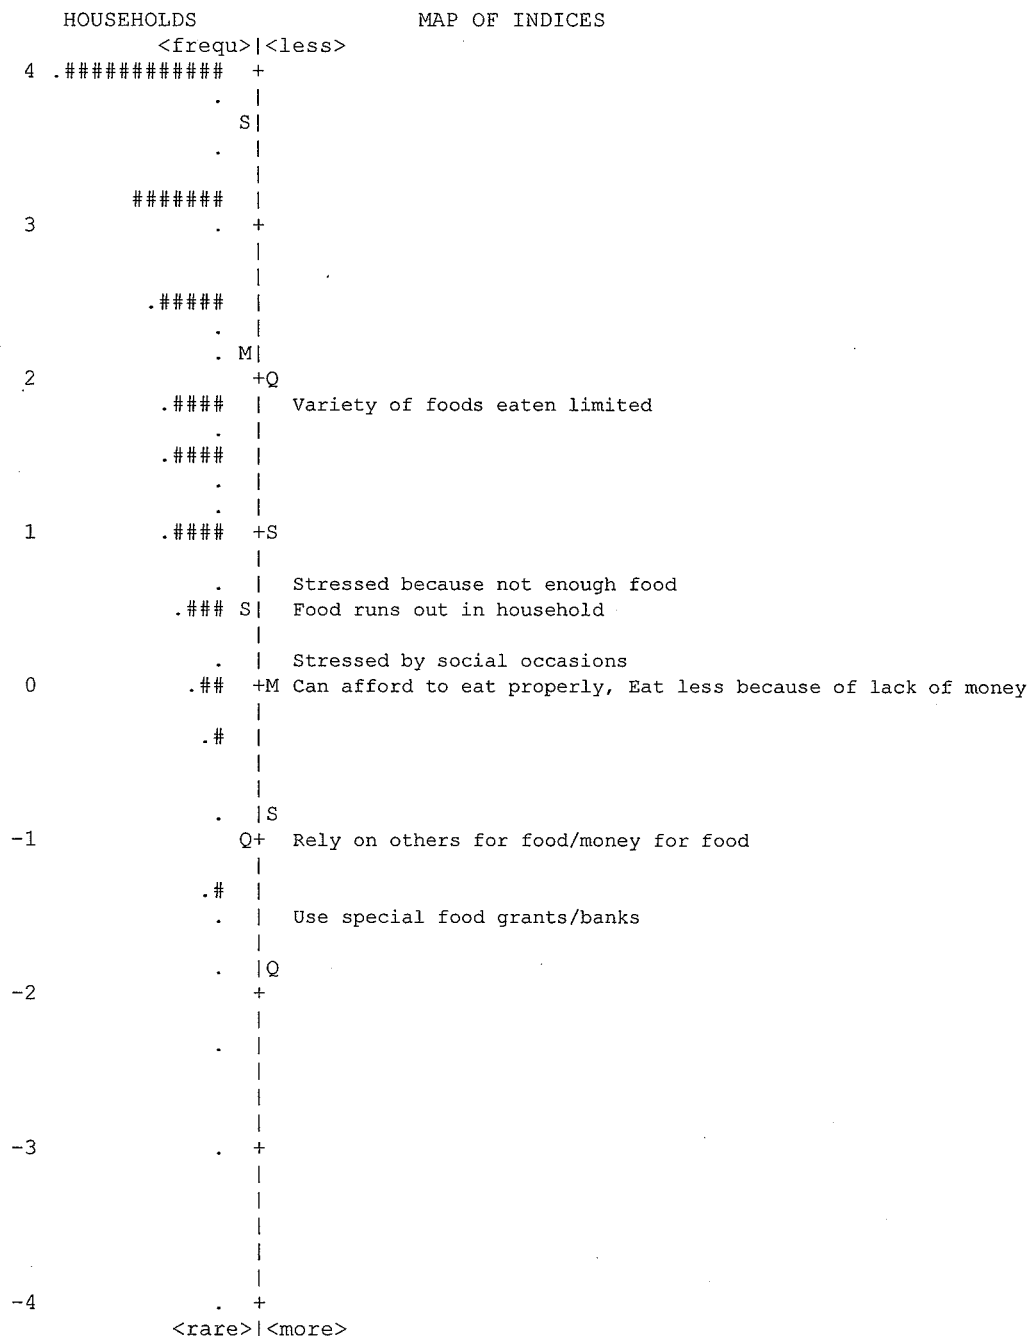 HOUSEHOLDS                    MAP OF INDICES
         <frequ>|<less>
4 .############  +
              .  |
                S|
              .  |
                 |
        #######  |
3             .  +
                 |
                 |
         .#####  |
              .  |
              . M|
2                +Q
          .####  |  Variety of foods eaten limited
              .  |
          .####  |
              .  |
              .  |
1         .####  +S
                 |
              .  |  Stressed because not enough food
           .### S|  Food runs out in household
                 |
              .  |  Stressed by social occasions
0           .##  +M Can afford to eat properly, Eat less because of lack of money
                 |
             .#  |
                 |
                 |
              .  |S
-1              Q+  Rely on others for food/money for food
                 |
             .#  |
              .  |  Use special food grants/banks
                 |
              .  |Q
-2               +
                 |
              .  |
                 |
                 |
                 |
-3            .  +
                 |
                 |
                 |
                 |
                 |
-4            .  +
          <rare>|<more>